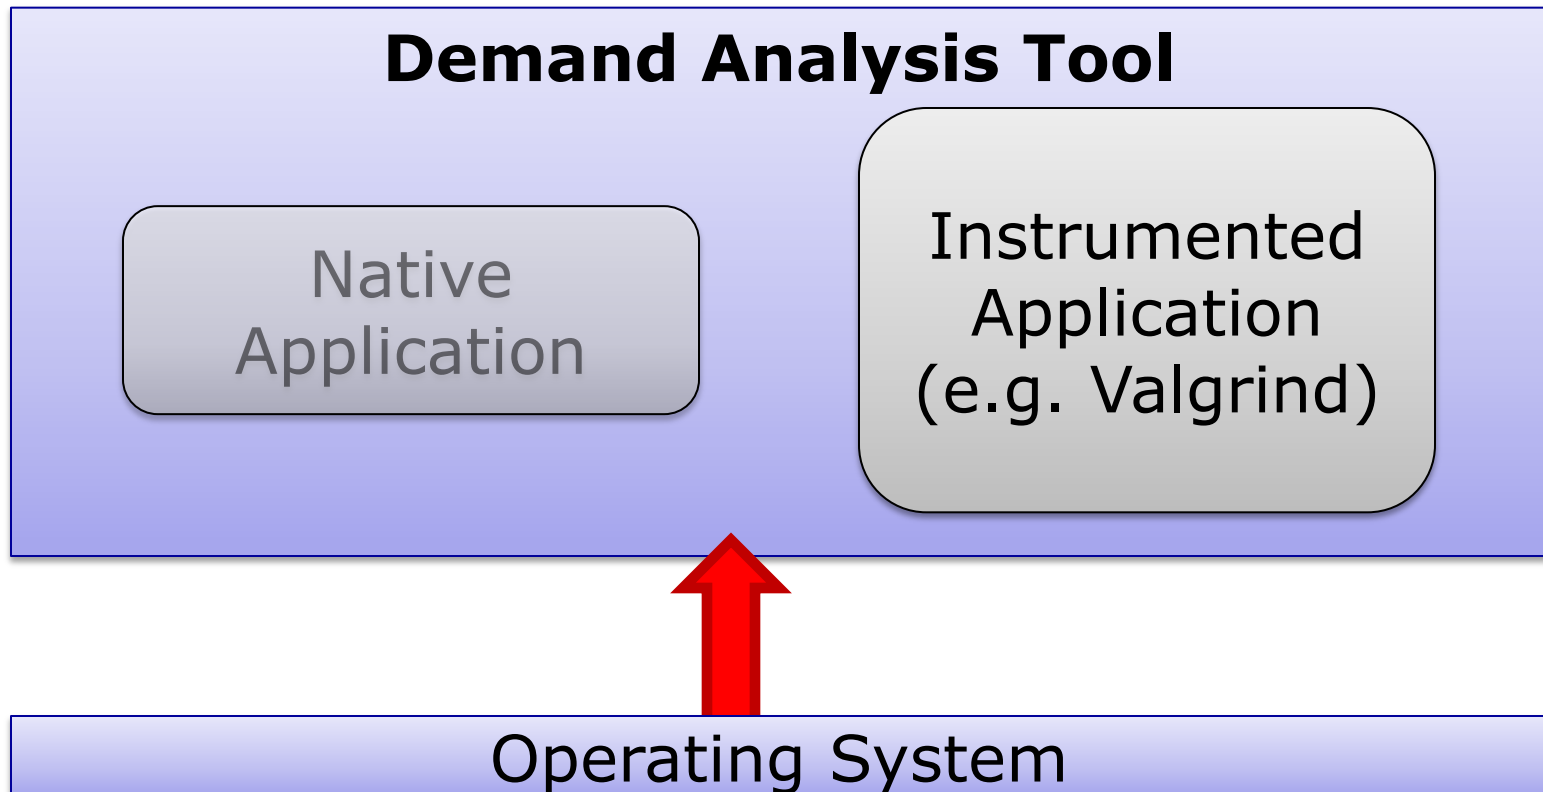 Demand Analysis Tool
Native
Application
Instrumented
Application
(e.g. Valgrind)
Operating System